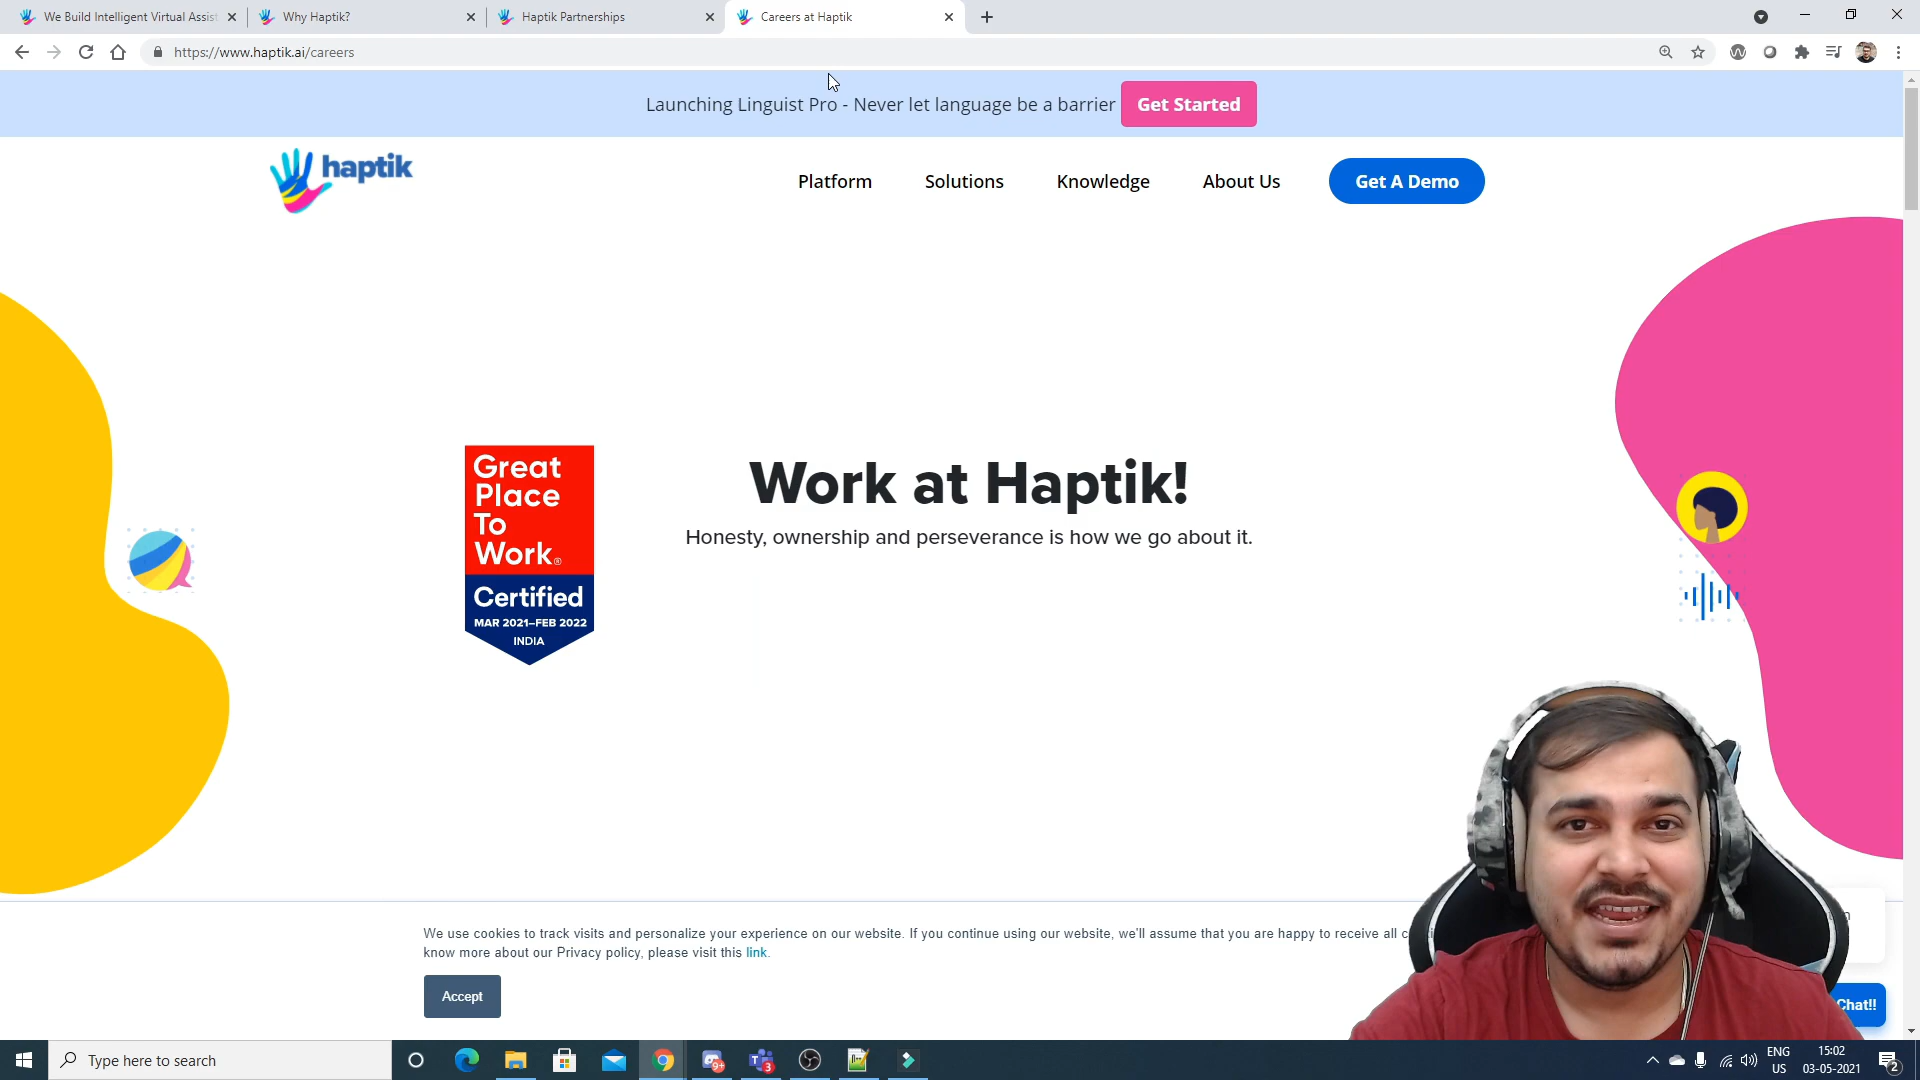 We Build Intelligent Virtual Assist
Why Haptik?
Haptik Partnerships
Careers at Haptik
https://www.haptik.ai/careers
Launching Linguist Pro - Never let language be a barrier
Get Started
haptik
Platform
Solutions
Knowledge
About Us
Get A Demo
Great
Place
To
Work®
Certified
MAR 2021–FEB 2022
INDIA
Work at Haptik!
Honesty, ownership and perseverance is how we go about it.
We use cookies to track visits and personalize your experience on our website. If you continue using our website, we'll assume that you are happy to receive all
know more about our Privacy policy, please visit this link.
Accept
Chat!!
Type here to search
9+
3
ENG
US
15:02
03-05-2021
2